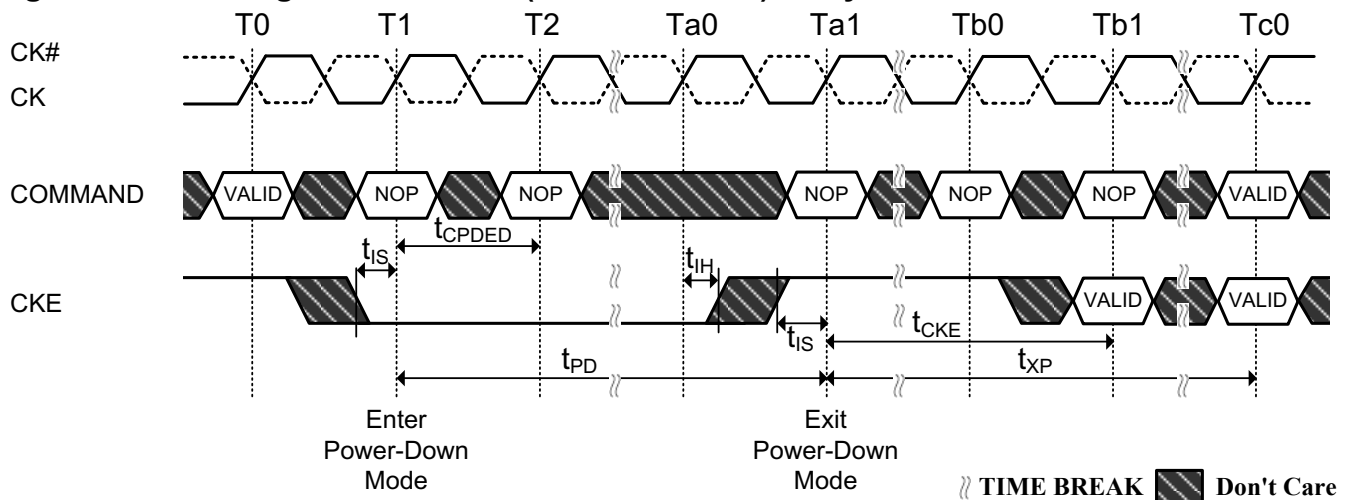 T0 T1 T2 Ta0 Ta1 Tb0 Tb1 Tc0
CK#
CK
COMMAND VALID NOP NOP NOP NOP NOP VALID
tCPDED
tIS tIH
CKE VALID VALID
tIS tCKE
tPD tXP
Enter Power-Down Mode
Exit Power-Down Mode
TIME BREAK Don't Care